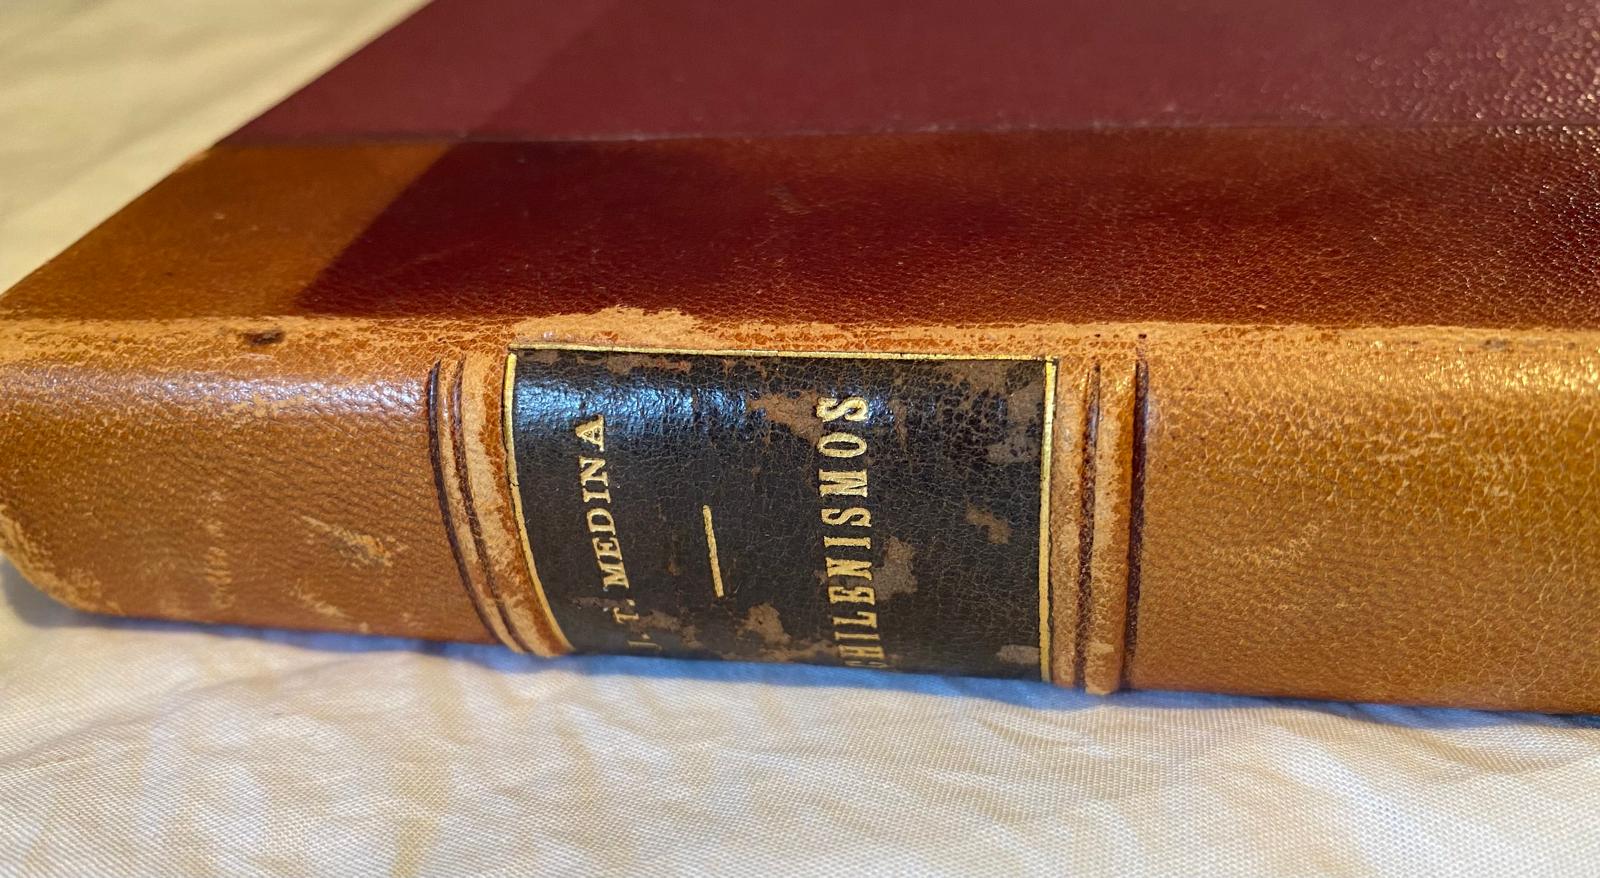 J. T. MEDINA
CHILENISMOS